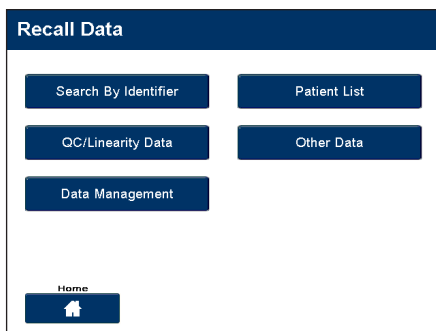 Recall Data
Search By Identifier
Patient List
QC/Linearity Data
Other Data
Data Management
Home